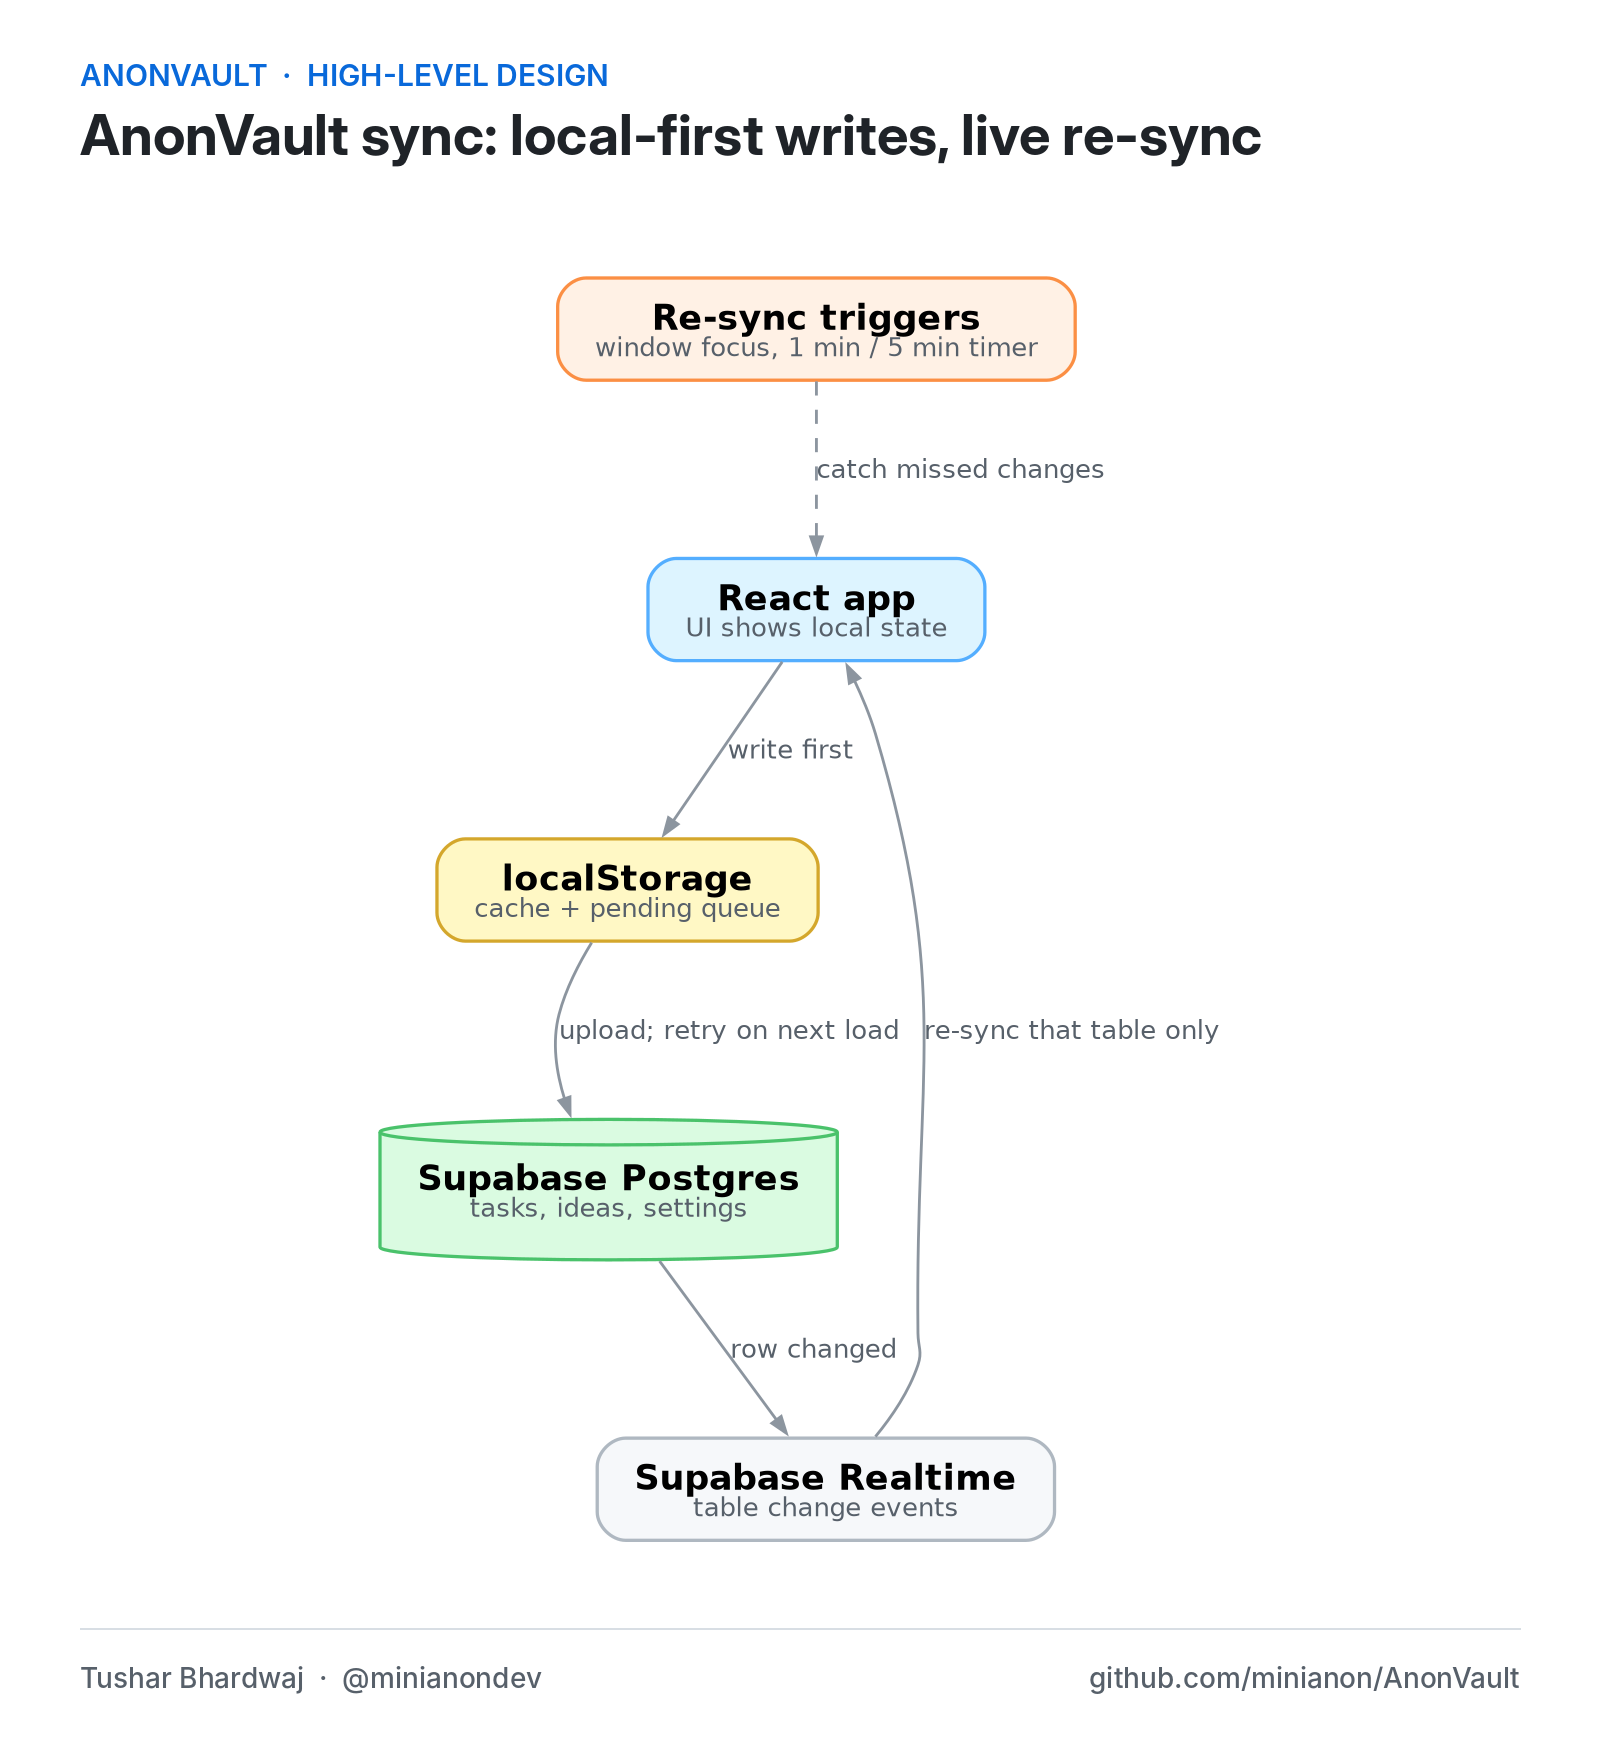 ANONVAULT · HIGH-LEVEL DESIGN
AnonVault sync: local-first writes, live re-sync
Re-sync triggers
window focus, 1 min / 5 min timer
catch missed changes
React app
UI shows local state
write first
localStorage
cache + pending queue
upload; retry on next load
re-sync that table only
Supabase Postgres
tasks, ideas, settings
row changed
Supabase Realtime
table change events
Tushar Bhardwaj · @minianondev
github.com/minianon/AnonVault